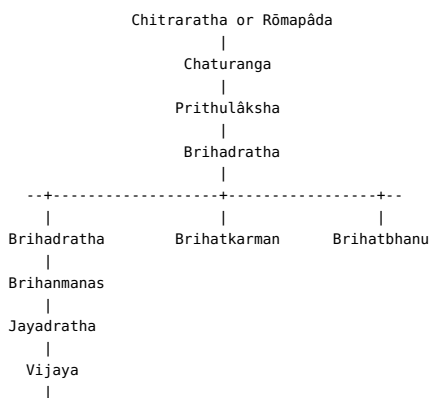 Chitraratha or Rōmapâda
|
Chaturanga
|
Prithulâksha
|
Brihadratha
|
--+-------------------+-----------------+--
| | |
Brihadratha Brihatkarman Brihatbhanu
|
Brihanmanas
|
Jayadratha
|
Vijaya
|